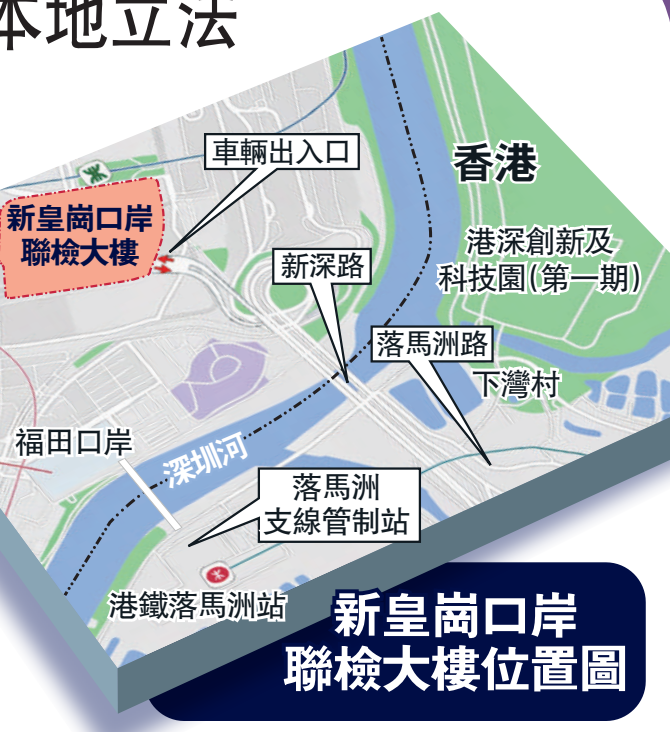 本地立法
車輛出入口
香港
新皇崗口岸
聯檢大樓
港深創新及
科技園(第一期)
新深路
落馬洲路
下灣村
福田口岸
深圳河
落馬洲
支線管制站
港鐵落馬洲站
新皇崗口岸
聯檢大樓位置圖